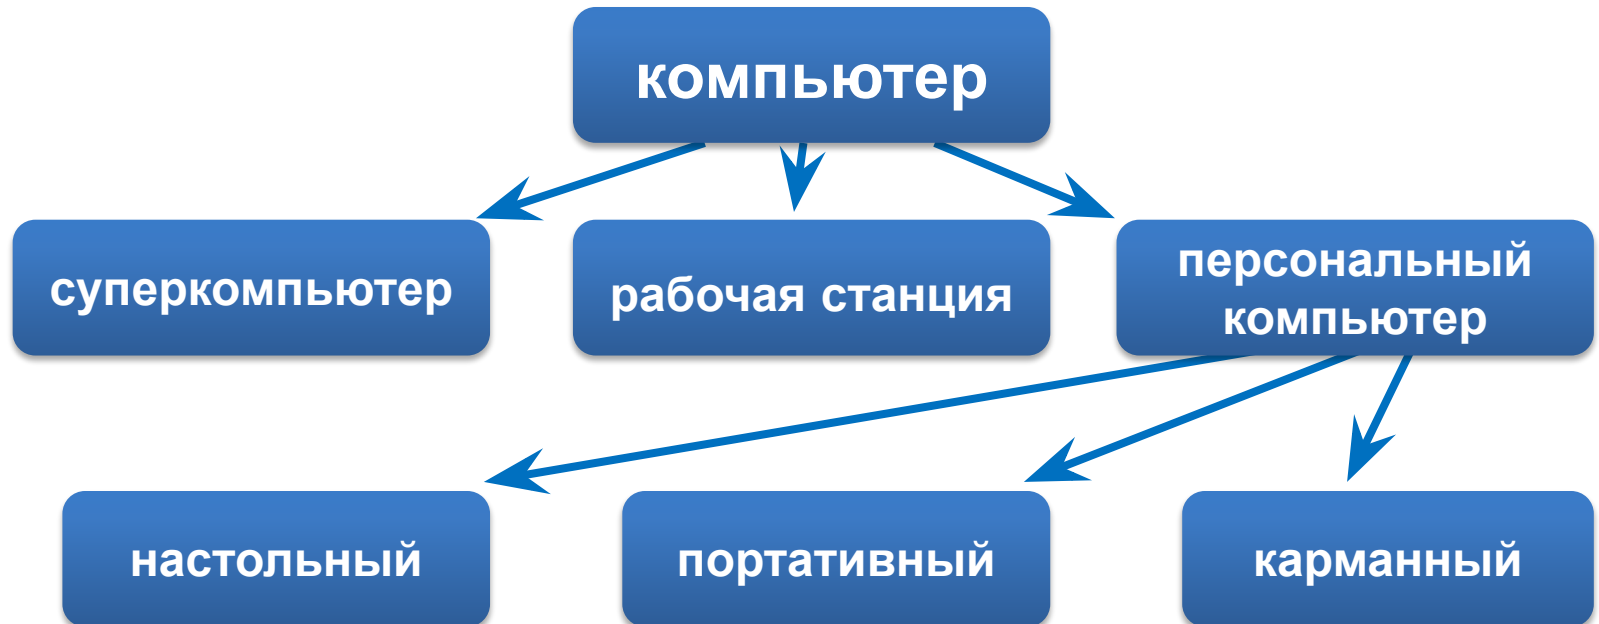 компьютер
суперкомпьютер
рабочая станция
персональный
компьютер
настольный
портативный
карманный